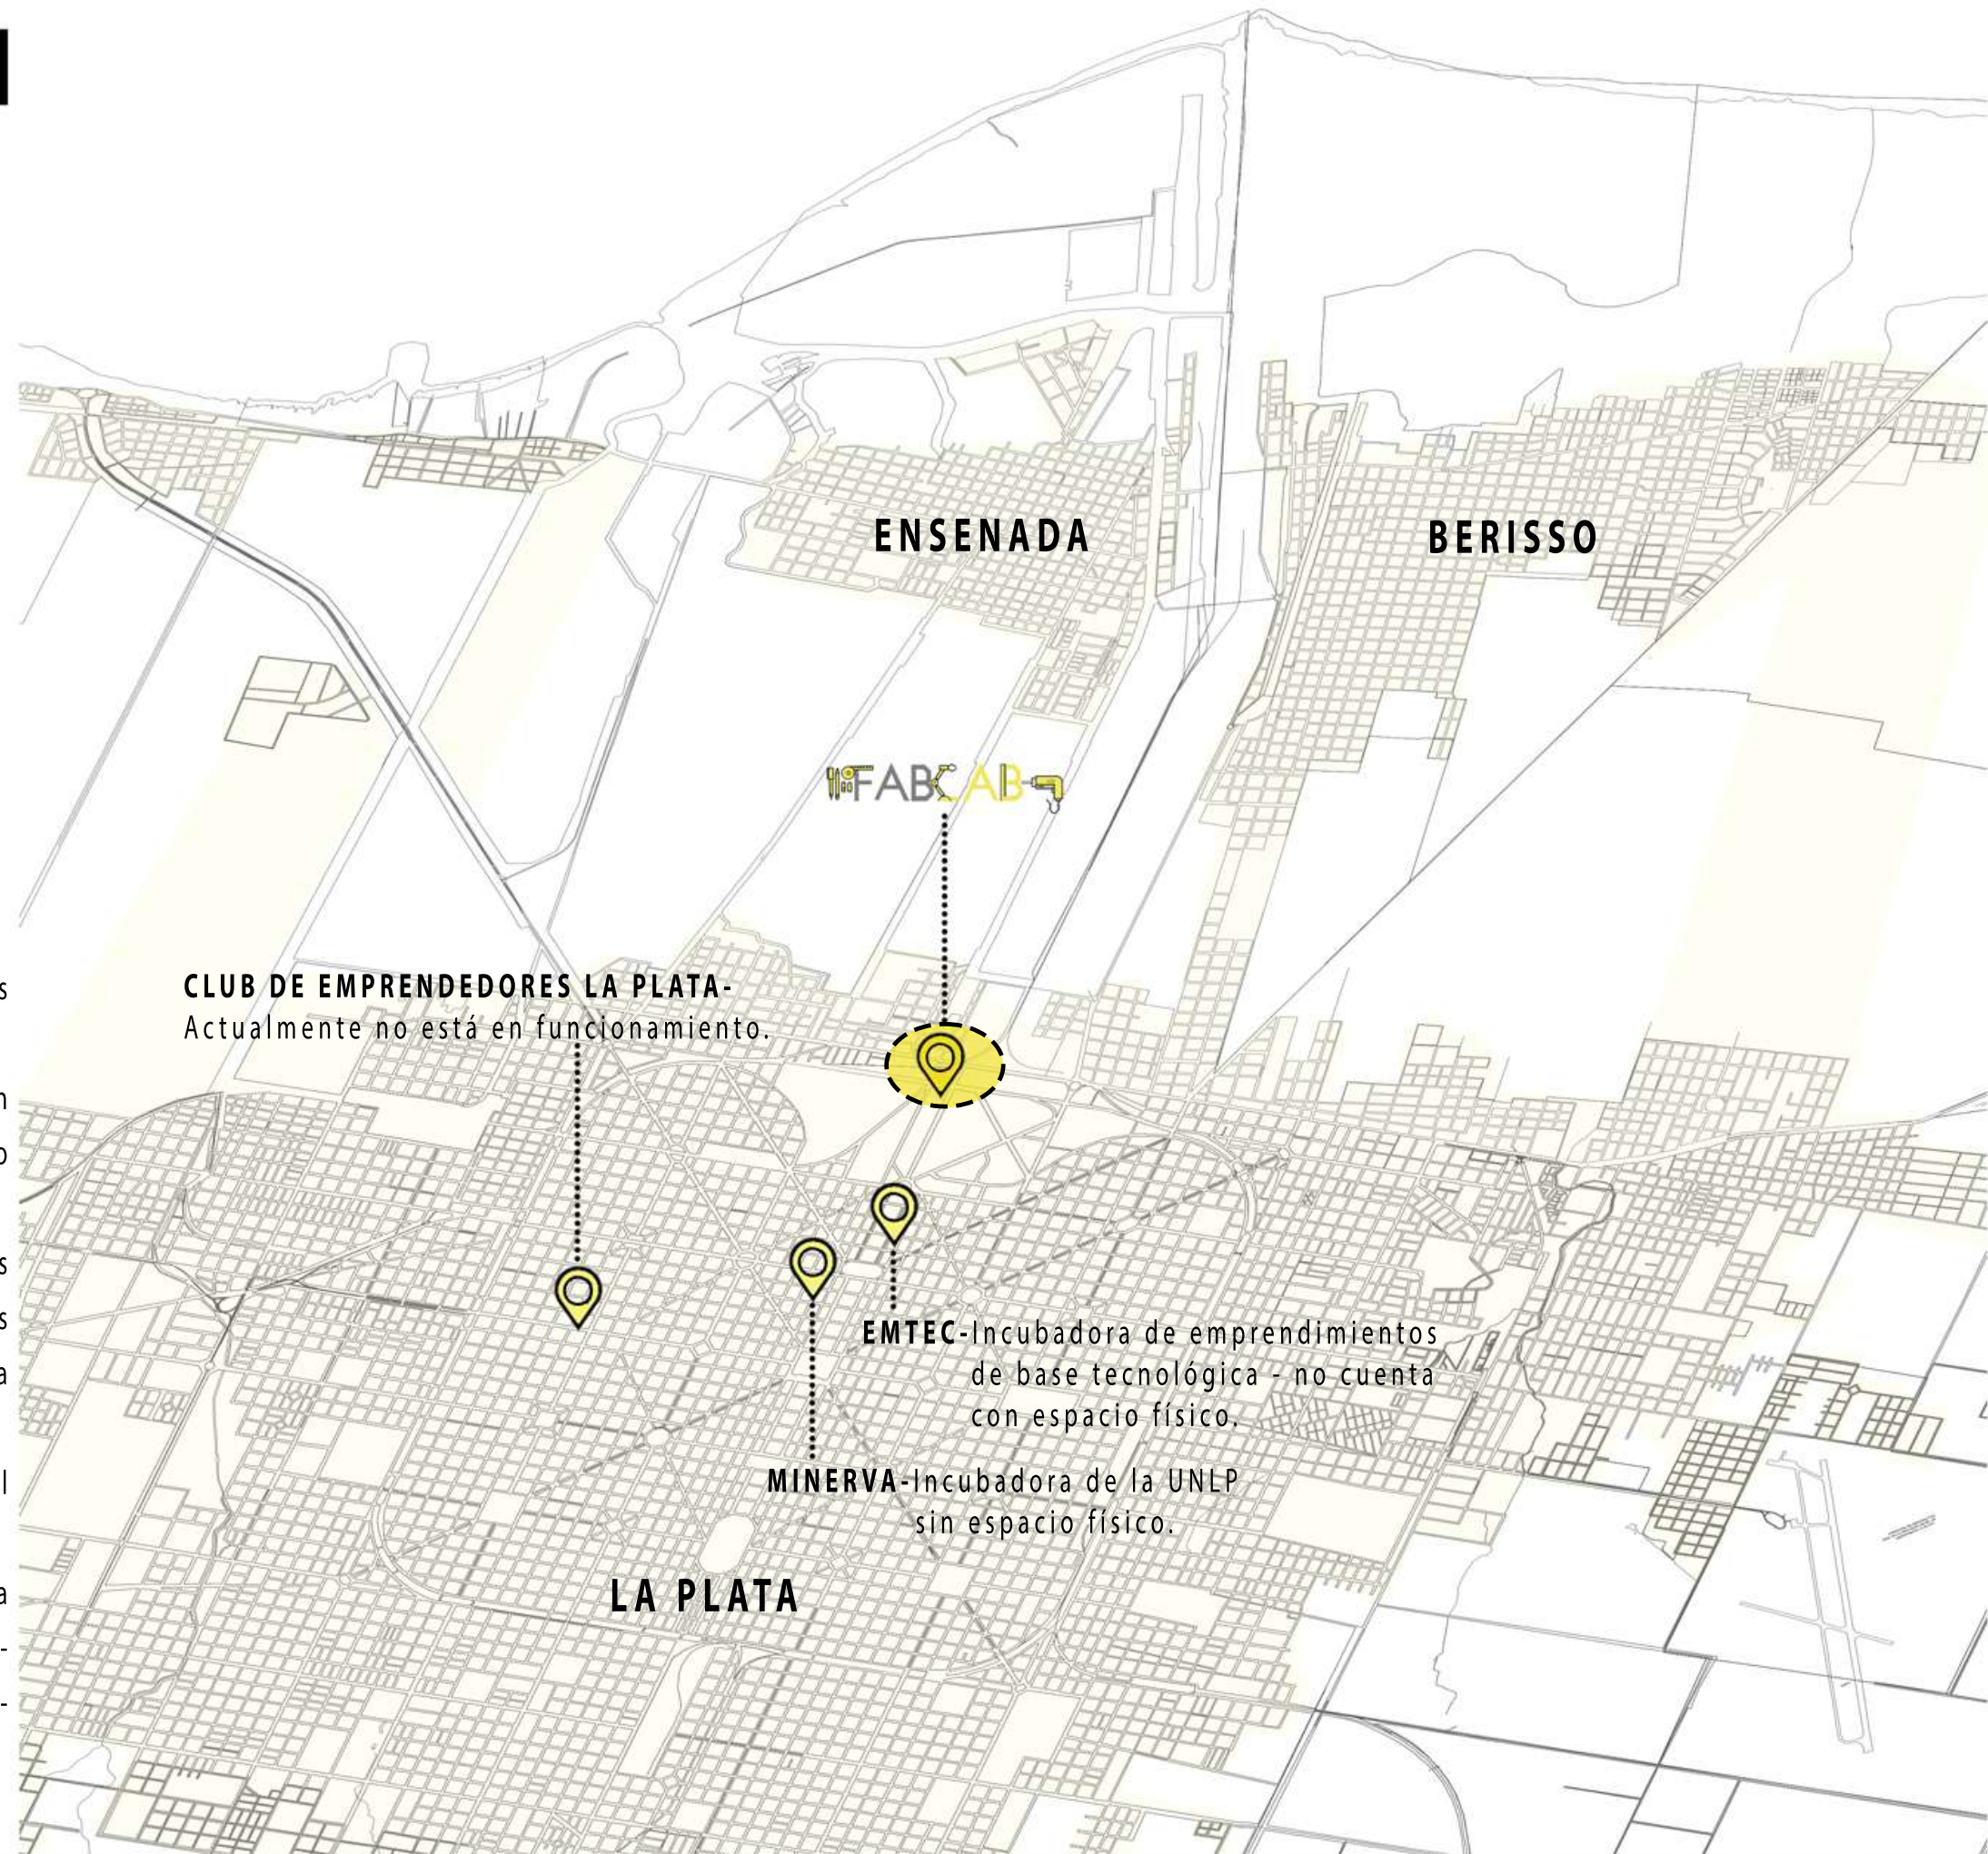 ENSENADA
BERISSO
FABCAB
CLUB DE EMPRENDEDORES LA PLATA-
Actualmente no está en funcionamiento.
EMTEC-Incubadora de emprendimientos
de base tecnológica - no cuenta
con espacio físico.
MINERVA-Incubadora de la UNLP
sin espacio físico.
LA PLATA